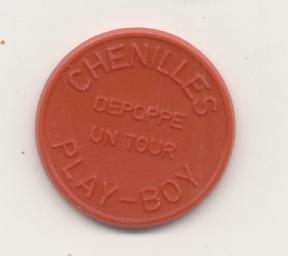 CHENILLES
DEPOPPE
UN TOUR
PLAY-BOY